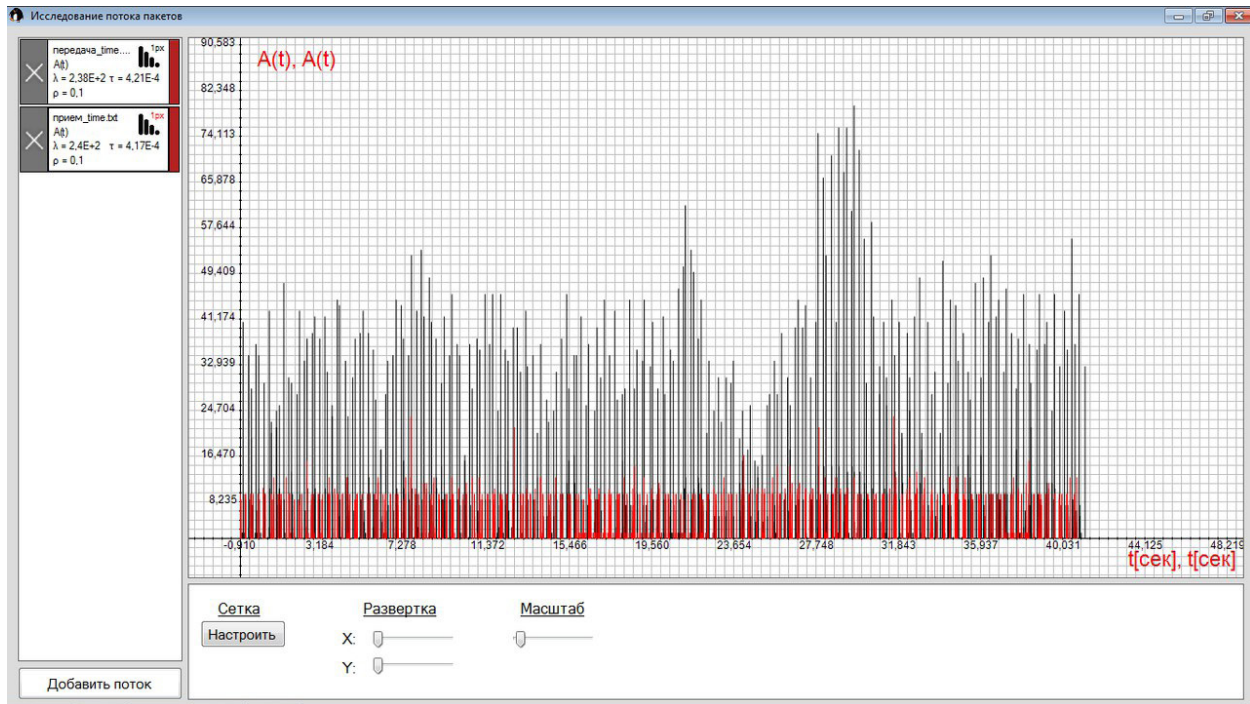 Исследование потока пакетов
передача_time....
1px
A(t)
λ = 2,38E+2 τ = 4,21E-4
ρ = 0,1
прием_time.txt
1px
A(t)
λ = 2,4E+2 τ = 4,17E-4
ρ = 0,1
Добавить поток
A(t), A(t)
90,583
82,348
74,113
65,878
57,644
49,409
41,174
32,939
24,704
16,470
8,235
-0,910 3,184 7,278 11,372 15,466 19,560 23,654 27,748 31,843 35,937 40,031 44,125 48,219
t[сек], t[сек]
Сетка Развертка Масштаб
Настроить X:
Y: